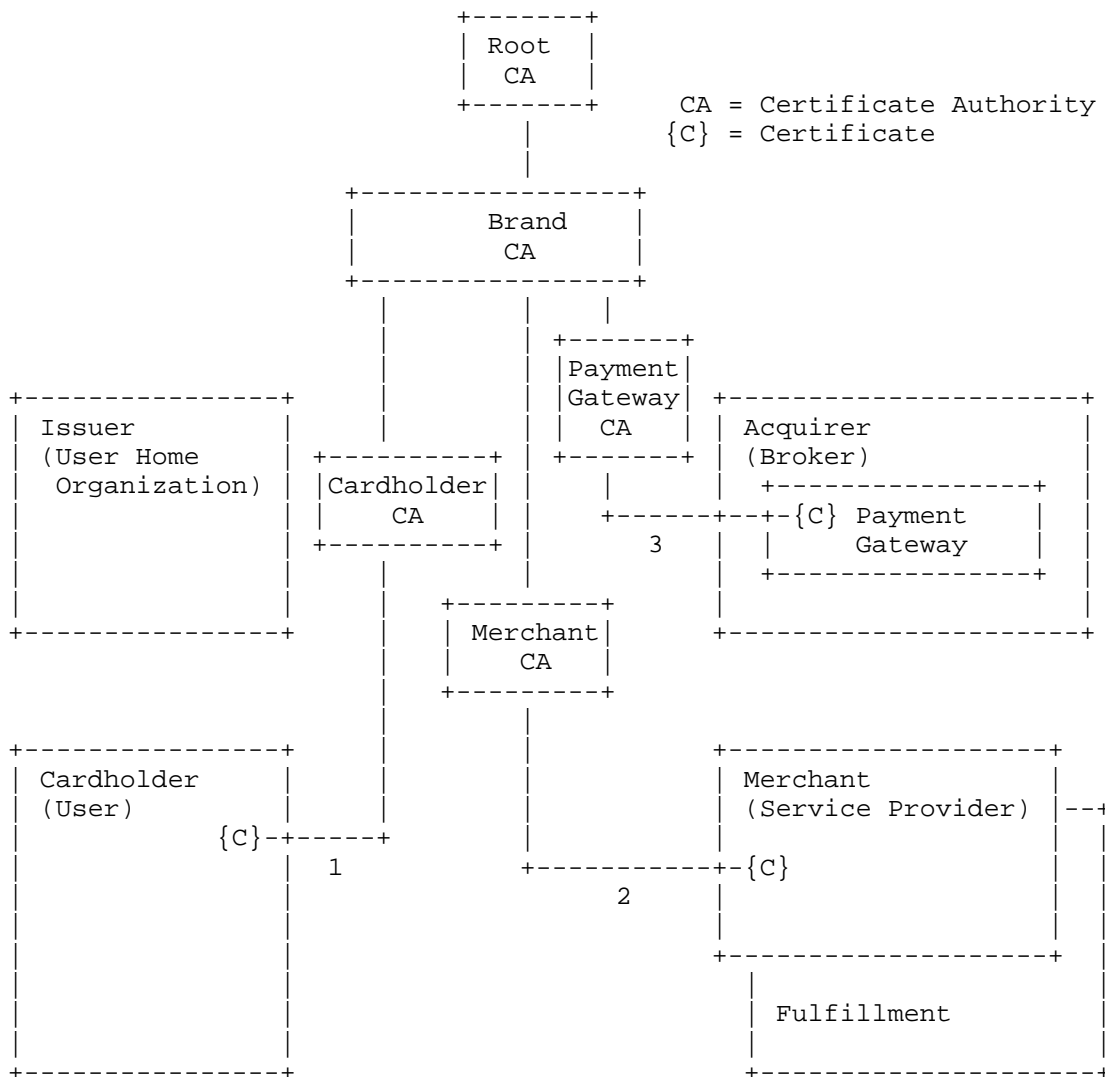 Root
CA
CA = Certificate Authority
{C} = Certificate
Brand
CA
Payment
Gateway
CA
Issuer
(User Home
Organization)
Cardholder
CA
Acquirer
(Broker)
{C} Payment
Gateway
3
Merchant
CA
Cardholder
(User)
{C}
1
Merchant
(Service Provider)
{C}
2
Fulfillment